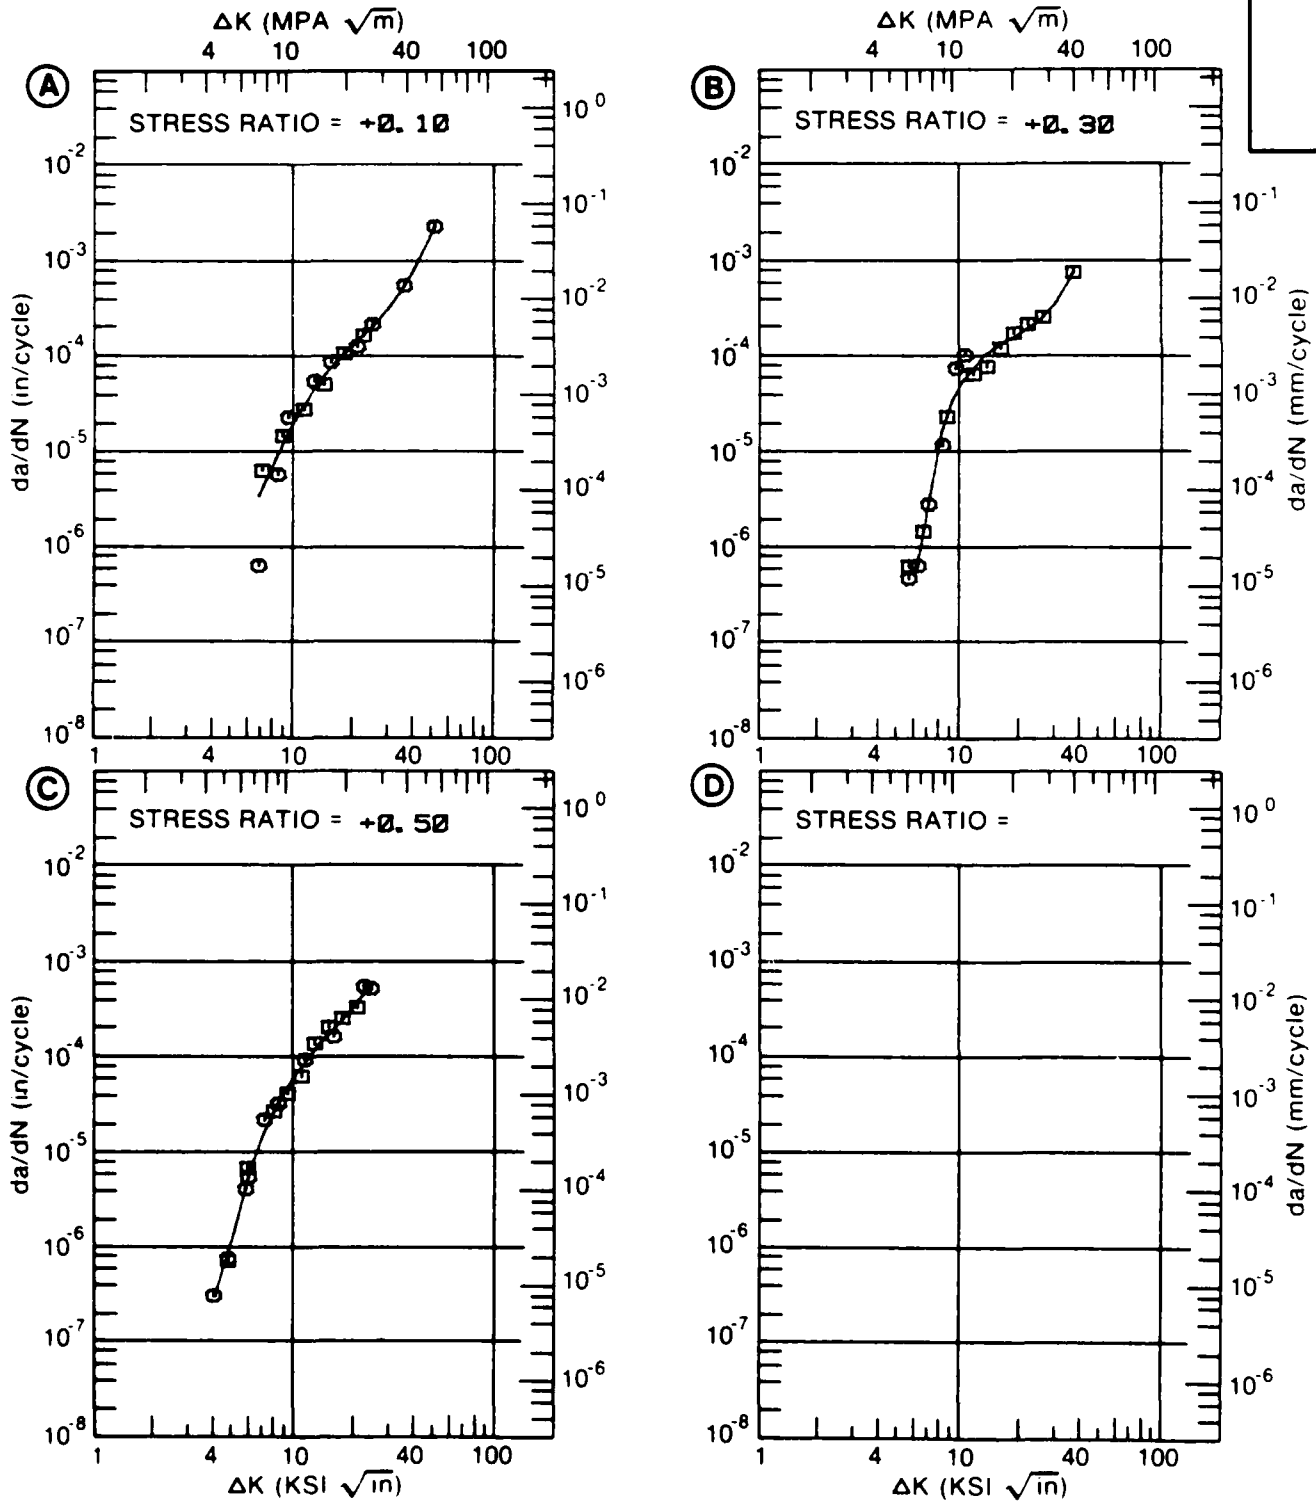 ΔK (MPA √m)
4 10 40 100
A
STRESS RATIO = +0.10
10^0
10^-2
10^-1
10^-3
10^-2
10^-4
10^-3
10^-5
10^-4
10^-6
10^-5
10^-7
10^-6
10^-8
da/dN (in/cycle)
1 4 10 40 100
ΔK (MPA √m)
4 10 40 100
B
STRESS RATIO = +0.30
10^-2
10^-1
10^-3
10^-2
10^-4
10^-3
10^-5
10^-4
10^-6
10^-5
10^-7
10^-6
10^-8
da/dN (mm/cycle)
1 4 10 40 100
C
STRESS RATIO = +0.50
10^0
10^-2
10^-1
10^-3
10^-2
10^-4
10^-3
10^-5
10^-4
10^-6
10^-5
10^-7
10^-6
10^-8
da/dN (in/cycle)
1 4 10 40 100
ΔK (KSI √in)
D
STRESS RATIO =
10^0
10^-2
10^-1
10^-3
10^-2
10^-4
10^-3
10^-5
10^-4
10^-6
10^-5
10^-7
10^-6
10^-8
da/dN (mm/cycle)
1 4 10 40 100
ΔK (KSI √in)